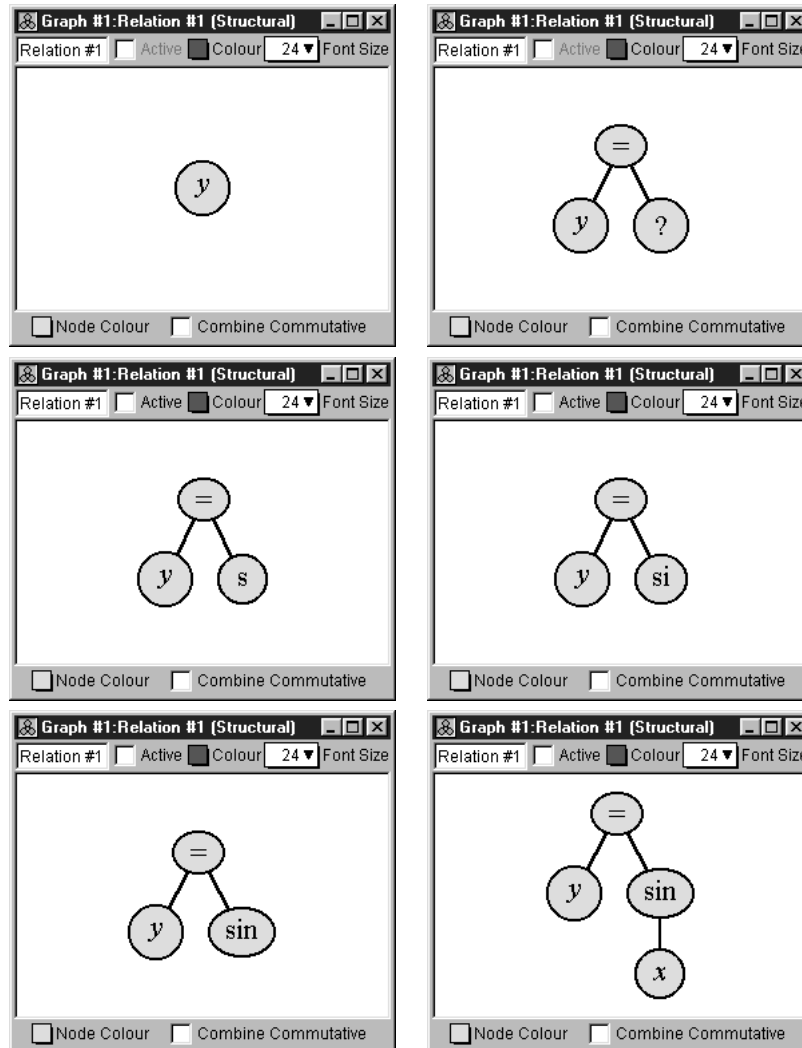 Graph #1:Relation #1 (Structural)
Relation #1 Active Colour 24 Font Size
y
Node Colour Combine Commutative
Graph #1:Relation #1 (Structural)
Relation #1 Active Colour 24 Font Size
=
y ?
Node Colour Combine Commutative
Graph #1:Relation #1 (Structural)
Relation #1 Active Colour 24 Font Size
=
y s
Node Colour Combine Commutative
Graph #1:Relation #1 (Structural)
Relation #1 Active Colour 24 Font Size
=
y si
Node Colour Combine Commutative
Graph #1:Relation #1 (Structural)
Relation #1 Active Colour 24 Font Size
=
y sin
Node Colour Combine Commutative
Graph #1:Relation #1 (Structural)
Relation #1 Active Colour 24 Font Size
=
y sin
x
Node Colour Combine Commutative